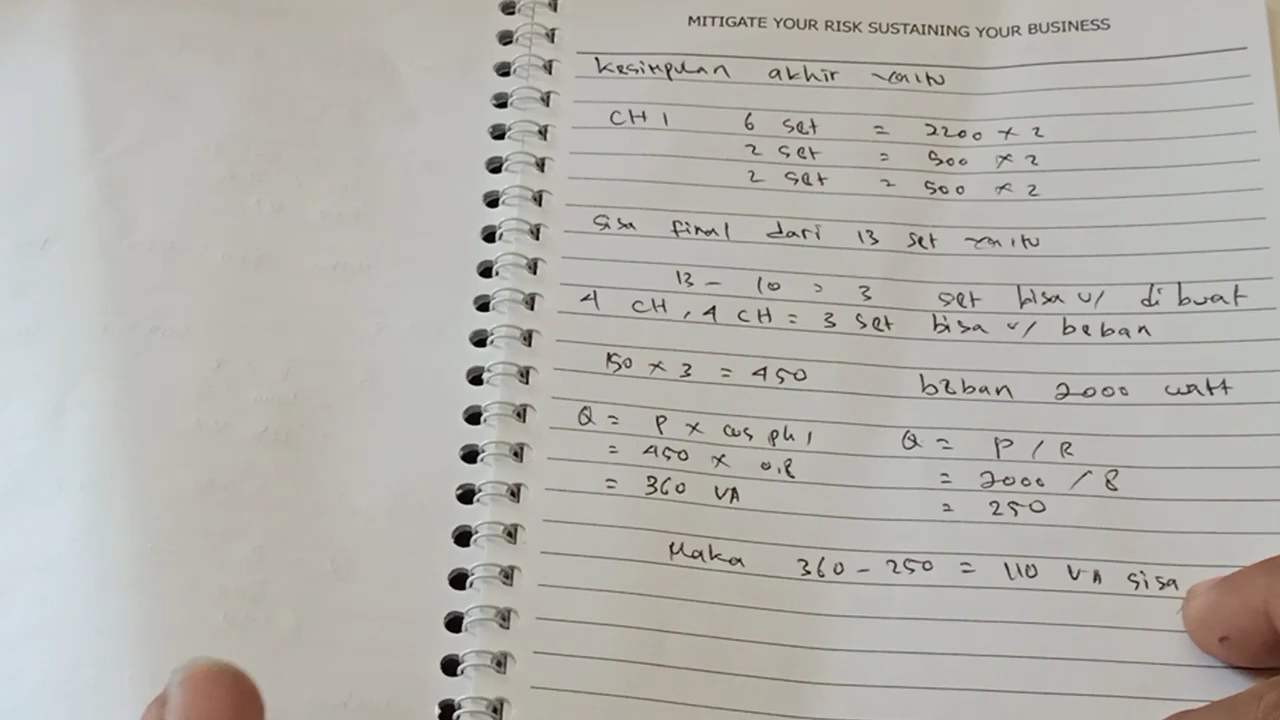 MITIGATE YOUR RISK SUSTAINING YOUR BUSINESS
kesimpulan akhir yaitu
CH 1 6 set = 2200 x 2
2 set = 500 x 2
2 set = 500 x 2
sisa final dari 13 set yaitu
13 - 10 = 3 set bisa u/ di buat
4 CH, 4 CH = 3 set bisa u/ beban
150 x 3 = 450 beban 2000 watt
Q = P x cos phi Q = P / R
= 450 x 0,8 = 2000 / 8
= 360 VA = 250
Maka 360 - 250 = 110 VA sisa